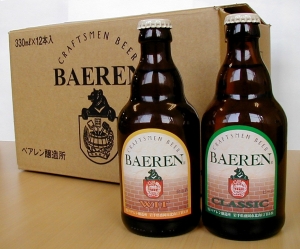 330ml×12本入
CRAFTSMEN BEER
BAEREN
ベアレン醸造所
CRAFTSMEN BEER
BAEREN
CRAFTSMEN BEER
BAEREN
CLASSIC